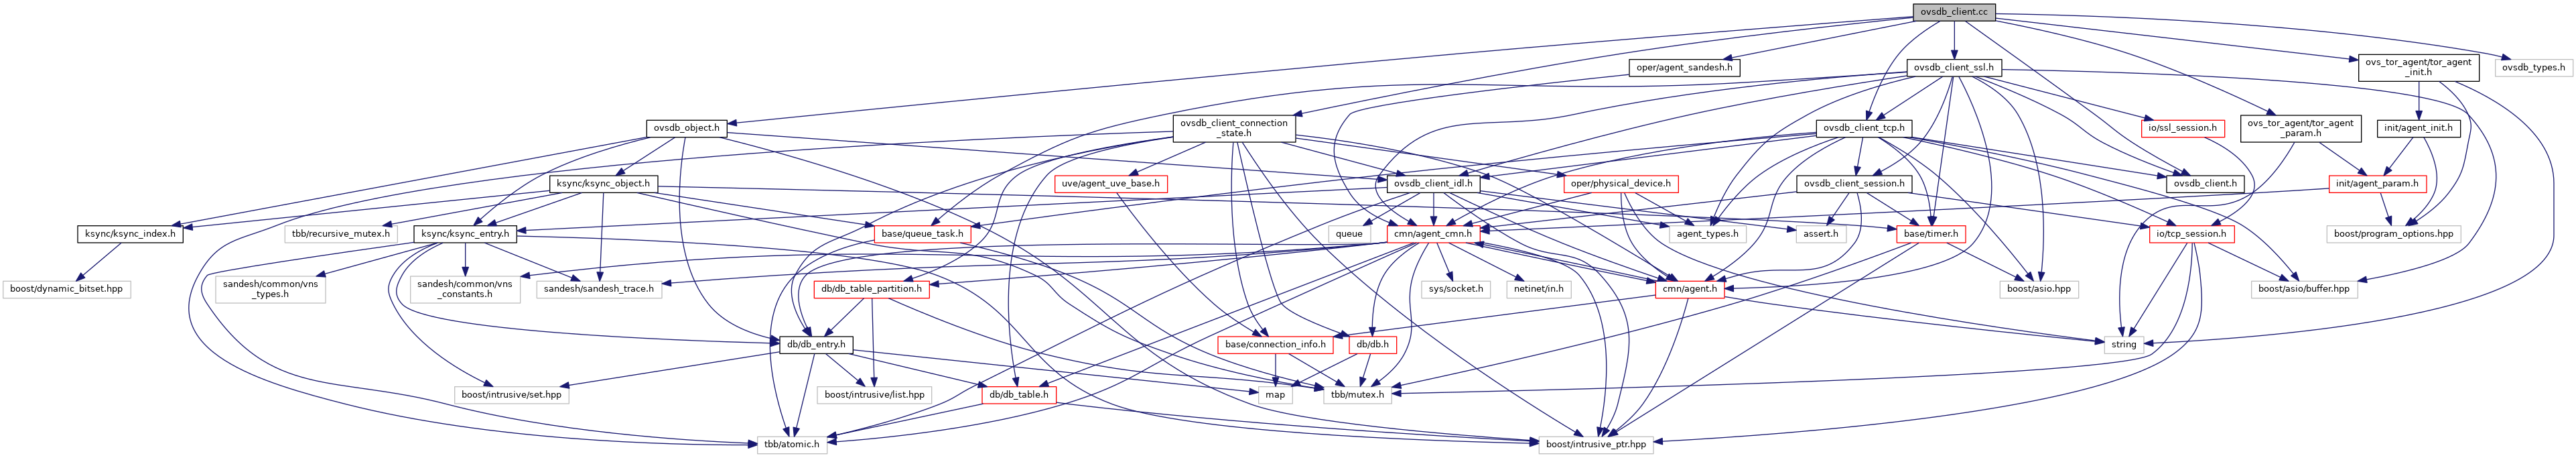 ovsdb_client.cc
oper/agent_sandesh.h
ovsdb_client_ssl.h
ovs_tor_agent/tor_agent
_init.h
ovsdb_types.h
ovsdb_object.h
ovsdb_client_connection
_state.h
ovsdb_client_tcp.h
io/ssl_session.h
ovs_tor_agent/tor_agent
_param.h
init/agent_init.h
ksync/ksync_object.h
uve/agent_uve_base.h
ovsdb_client_idl.h
oper/physical_device.h
ovsdb_client_session.h
ovsdb_client.h
init/agent_param.h
ksync/ksync_index.h
tbb/recursive_mutex.h
ksync/ksync_entry.h
base/queue_task.h
queue
cmn/agent_cmn.h
agent_types.h
assert.h
base/timer.h
io/tcp_session.h
boost/program_options.hpp
boost/dynamic_bitset.hpp
sandesh/common/vns
_types.h
sandesh/common/vns
_constants.h
sandesh/sandesh_trace.h
db/db_table_partition.h
sys/socket.h
netinet/in.h
cmn/agent.h
boost/asio.hpp
boost/asio/buffer.hpp
db/db_entry.h
base/connection_info.h
db/db.h
string
boost/intrusive/set.hpp
boost/intrusive/list.hpp
db/db_table.h
map
tbb/mutex.h
tbb/atomic.h
boost/intrusive_ptr.hpp